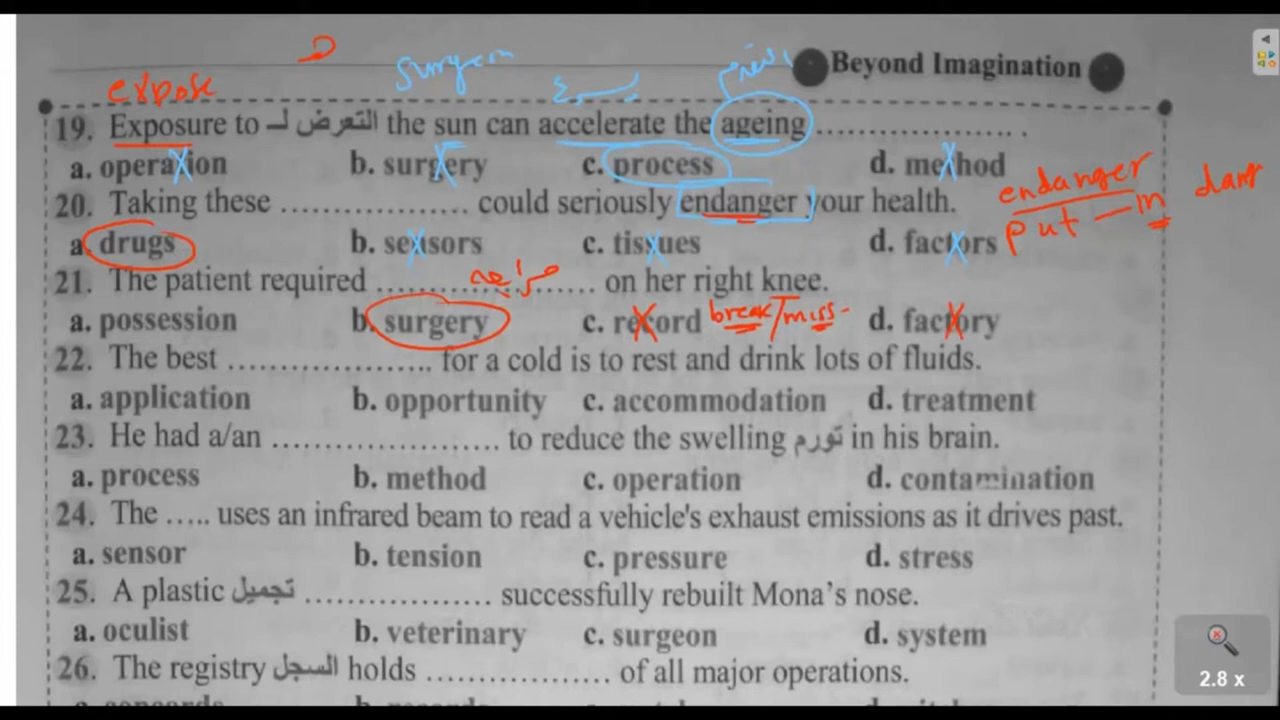 surgeon
Beyond Imagination
expose
يسرع
19. Exposure to التعرض لـ the sun can accelerate the ageing .................... .
a. operation b. surgery c. process d. method
endanger
put — in
20. Taking these .................... could seriously endanger your health.
a. drugs b. sensors c. tissues d. factors
21. The patient required ....................... on her right knee.
جراحه
a. possession b. surgery c. record d. factory
break/miss
22. The best .................... for a cold is to rest and drink lots of fluids.
a. application b. opportunity c. accommodation d. treatment
23. He had a/an ....................... to reduce the swelling تورم in his brain.
a. process b. method c. operation d. contamination
24. The ..... uses an infrared beam to read a vehicle's exhaust emissions as it drives past.
a. sensor b. tension c. pressure d. stress
25. A plastic تجميل ................... successfully rebuilt Mona's nose.
a. oculist b. veterinary c. surgeon d. system
26. The registry السجل holds ................... of all major operations.
2.8 x